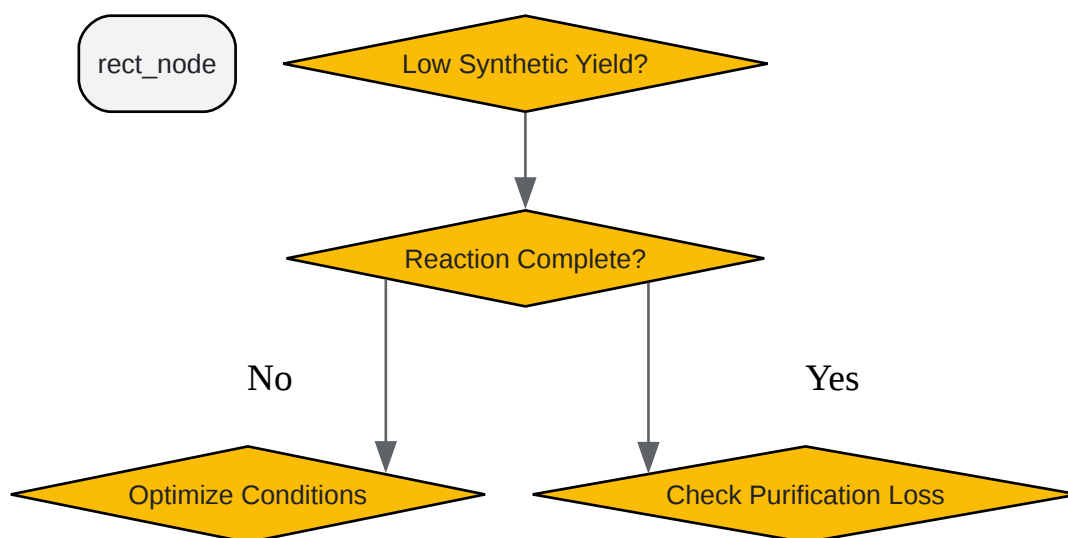 rect_node
Low Synthetic Yield?
Reaction Complete?
No
Yes
Optimize Conditions
Check Purification Loss